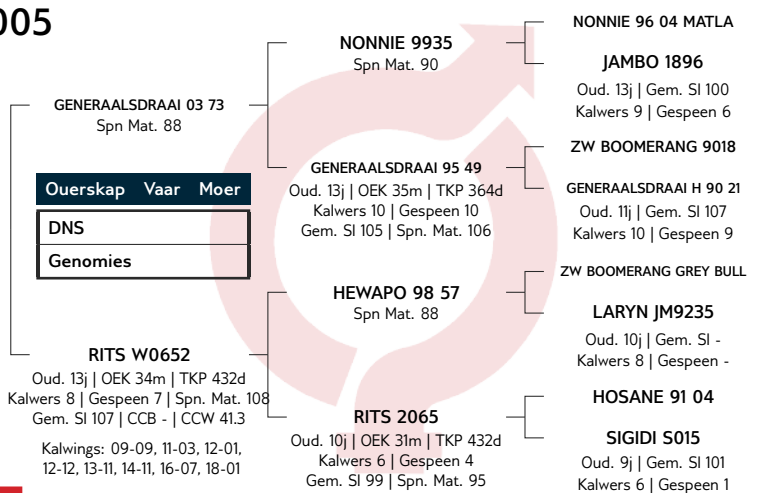 005
GENERAALSDRAAI 03 73
Spn Mat. 88
Ouerskap Vaar Moer
DNS
Genomies
RITS W0652
Oud. 13j | OEK 34m | TKP 432d
Kalwers 8 | Gespeen 7 | Spn. Mat. 108
Gem. SI 107 | CCB - | CCW 41.3
Kalwings: 09-09, 11-03, 12-01,
12-12, 13-11, 14-11, 16-07, 18-01
NONNIE 9935
Spn Mat. 90
GENERAALSDRAAI 95 49
Oud. 13j | OEK 35m | TKP 364d
Kalwers 10 | Gespeen 10
Gem. SI 105 | Spn. Mat. 106
HEWAPO 98 57
Spn Mat. 88
RITS 2065
Oud. 10j | OEK 31m | TKP 432d
Kalwers 6 | Gespeen 4
Gem. SI 99 | Spn. Mat. 95
NONNIE 96 04 MATLA
JAMBO 1896
Oud. 13j | Gem. SI 100
Kalwers 9 | Gespeen 6
ZW BOOMERANG 9018
GENERAALSDRAAI H 90 21
Oud. 11j | Gem. SI 107
Kalwers 10 | Gespeen 9
ZW BOOMERANG GREY BULL
LARYN JM9235
Oud. 10j | Gem. SI -
Kalwers 8 | Gespeen -
HOSANE 91 04
SIGIDI S015
Oud. 9j | Gem. SI 101
Kalwers 6 | Gespeen 1